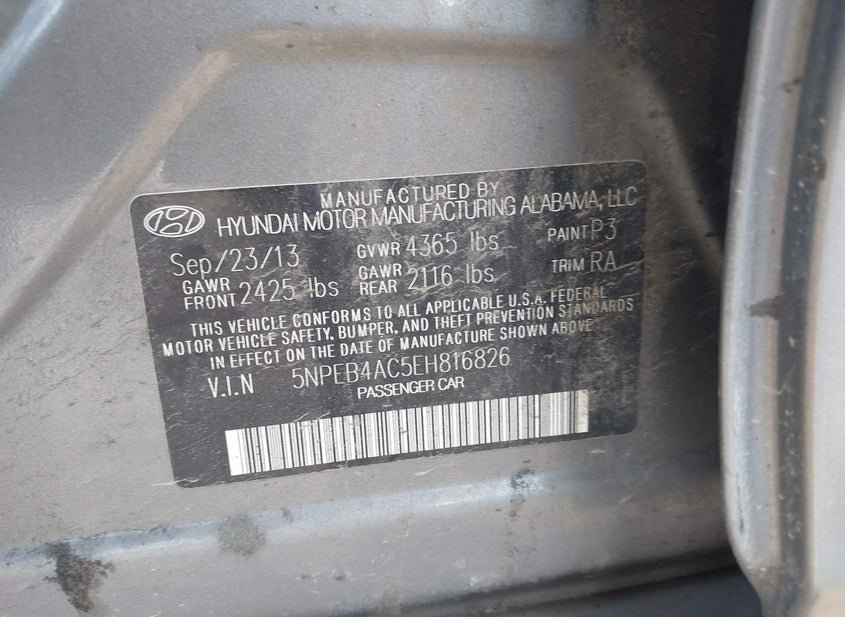 MANUFACTURED BY
HYUNDAI MOTOR MANUFACTURING ALABAMA, LLC
Sep/23/13 GVWR 4365 lbs PAINT P3
GAWR FRONT 2425 lbs GAWR REAR 2116 lbs TRIM RA
THIS VEHICLE CONFORMS TO ALL APPLICABLE U.S.A. FEDERAL
MOTOR VEHICLE SAFETY, BUMPER, AND THEFT PREVENTION STANDARDS
IN EFFECT ON THE DATE OF MANUFACTURE SHOWN ABOVE.
V.I.N 5NPEB4AC5EH816826
PASSENGER CAR